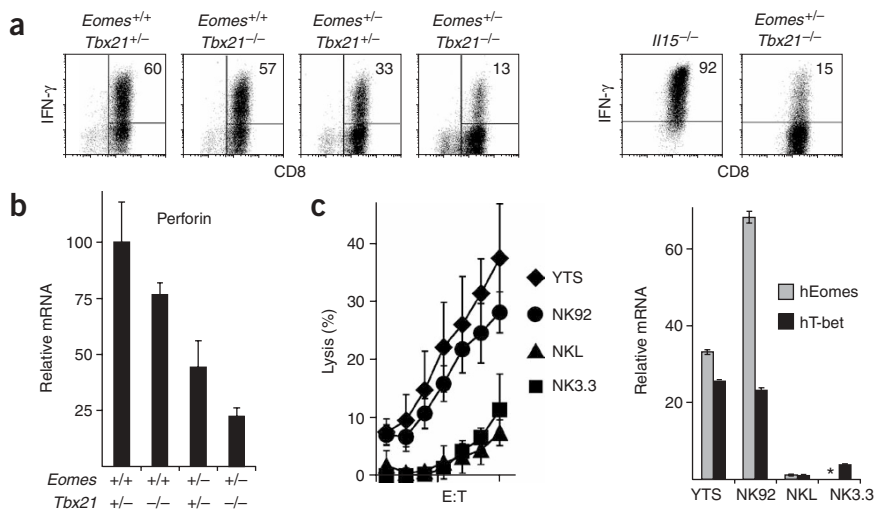 a
Eomes+/+
Tbx21+/–
Eomes+/+
Tbx21–/–
Eomes+/–
Tbx21+/–
Eomes+/–
Tbx21–/–
Il15–/–
Eomes+/–
Tbx21–/–
60
57
33
13
92
15
IFN-γ
IFN-γ
CD8
CD8
b
Perforin
Relative mRNA
100
75
50
25
Eomes +/+ +/+ +/– +/–
Tbx21 +/– –/– +/– –/–
c
Lysis (%)
40
30
20
10
0
E:T
YTS
NK92
NKL
NK3.3
Relative mRNA
60
40
20
hEomes
hT-bet
*
YTS NK92 NKL NK3.3